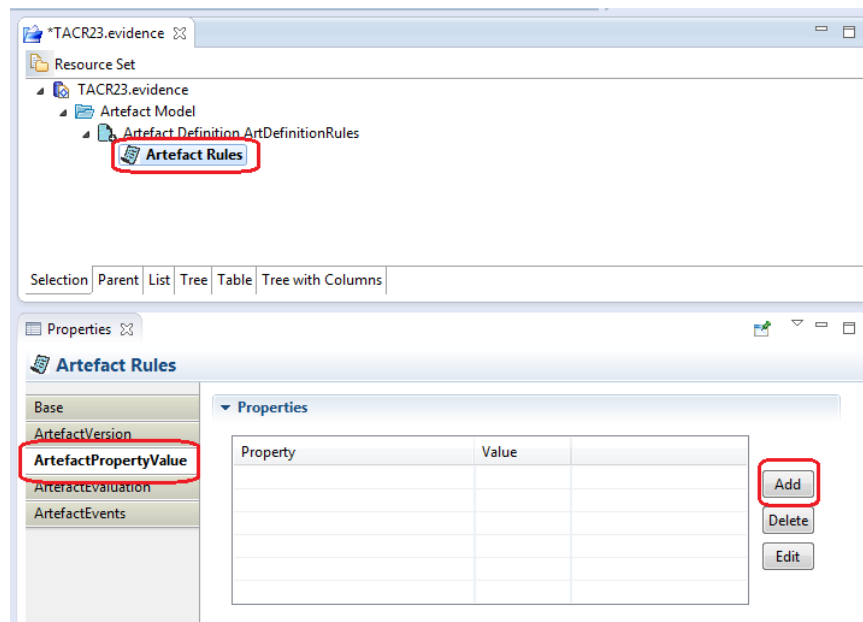 *TACR23.evidence
Resource Set
TACR23.evidence
Artefact Model
Artefact Definition ArtDefinitionRules
Artefact Rules
Selection Parent List Tree Table Tree with Columns
Properties
Artefact Rules
Base
ArtefactVersion
ArtefactPropertyValue
ArtefactEvaluation
ArtefactEvents
Properties
Property Value
Add
Delete
Edit